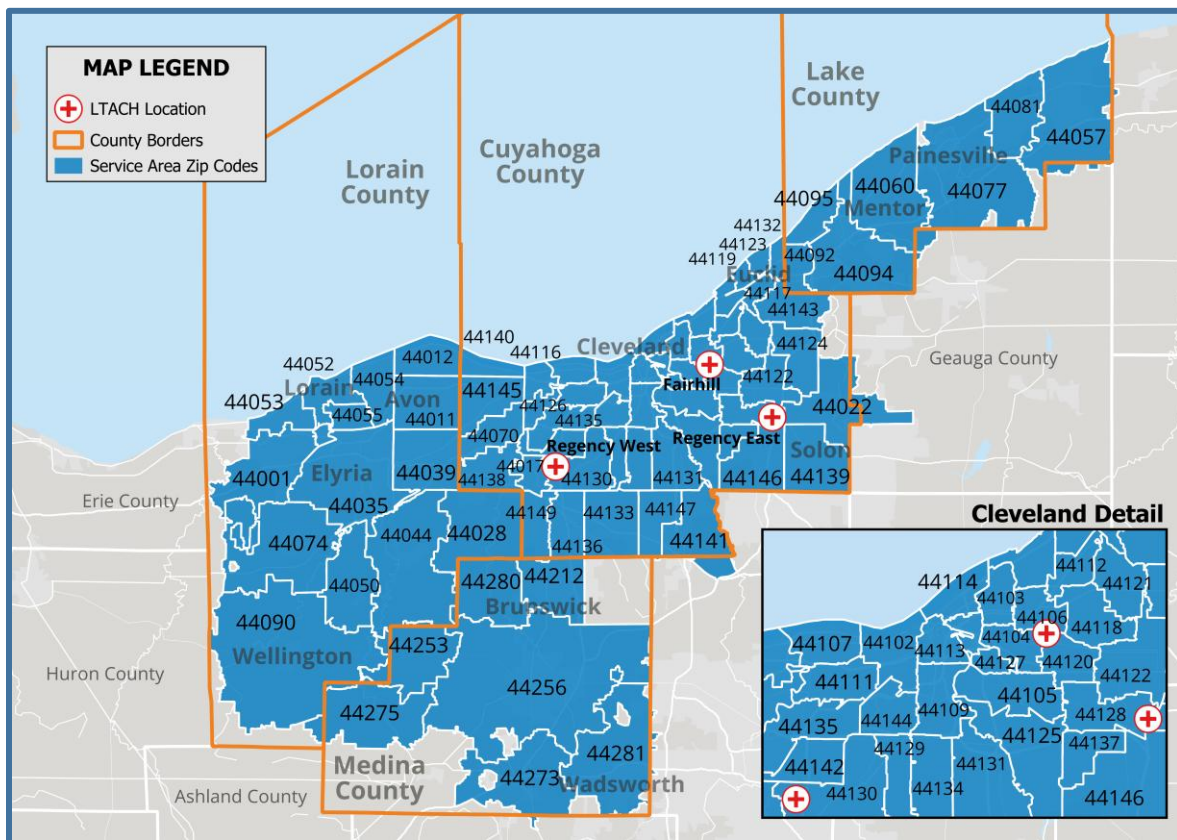 MAP LEGEND
LTACH Location
County Borders
Service Area Zip Codes
Lorain
County
Cuyahoga
County
Lake
County
44081
44057
Painesville
44060
44077
44095
Mentor
44132
44123
44119
44092
Euclid
44094
44117
44143
44140
44116
Cleveland
44124
Geauga County
44052
44012
44054
Lorain
44145
44122
Fairhill
44053
Avon
44126
44055
44011
44135
44022
44070
Regency West
Regency East
Solon
44001
Elyria
44039
44017
44138
44130
44131
44146
44139
Erie County
44035
44149
44133
44147
44074
44044
44028
44136
44141
44050
44280
44212
Brunswick
44090
44253
Wellington
Huron County
44256
44275
44281
Medina
County
44273
Wadsworth
Ashland County
Cleveland Detail
44112
44114
44121
44103
44106
44107
44102
44104
44118
44113
44127
44120
44122
44111
44105
44109
44128
44135
44144
44125
44137
44129
44142
44131
44130
44134
44146